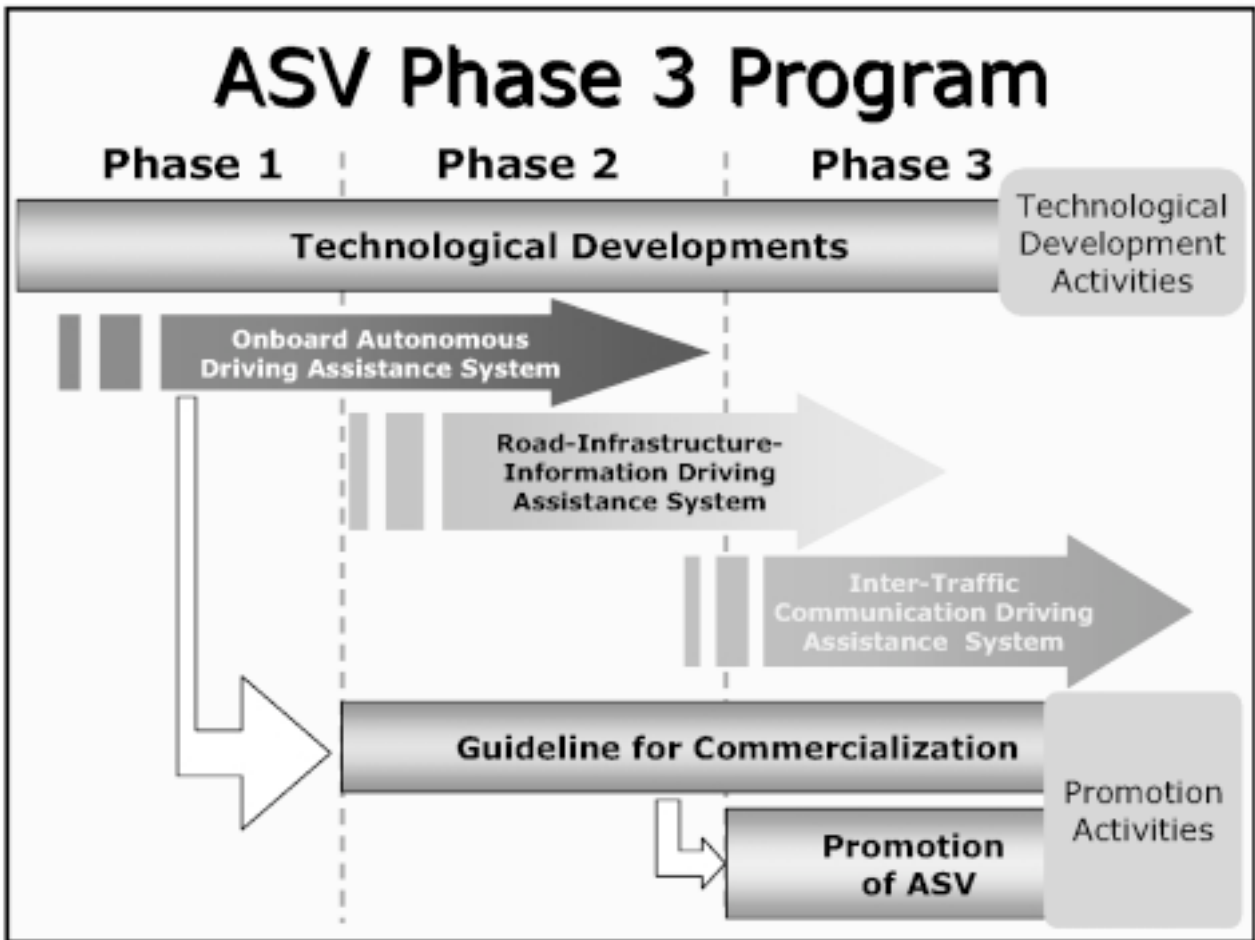 ASV Phase 3 Program
Phase 1
Phase 2
Phase 3
Technological Developments
Technological
Development
Activities
Onboard Autonomous
Driving Assistance System
Road-Infrastructure-
Information Driving
Assistance System
Inter-Traffic
Communication Driving
Assistance System
Guideline for Commercialization
Promotion
of ASV
Promotion
Activities